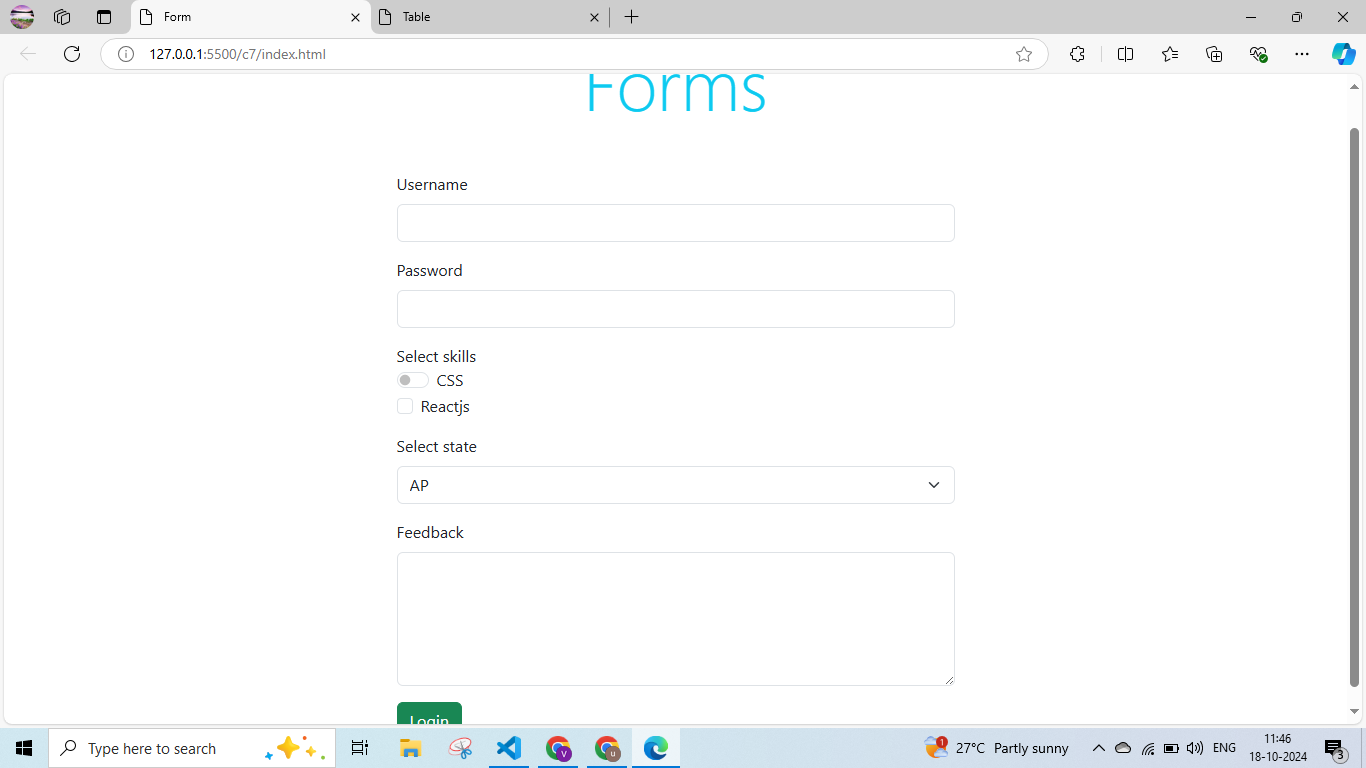 Form
Table
127.0.0.1:5500/c7/index.html
Forms
Username
Password
Select skills
CSS
Reactjs
Select state
AP
Feedback
Login
Type here to search
V
u
1
27°C Partly sunny
ENG
11:46
18-10-2024
3